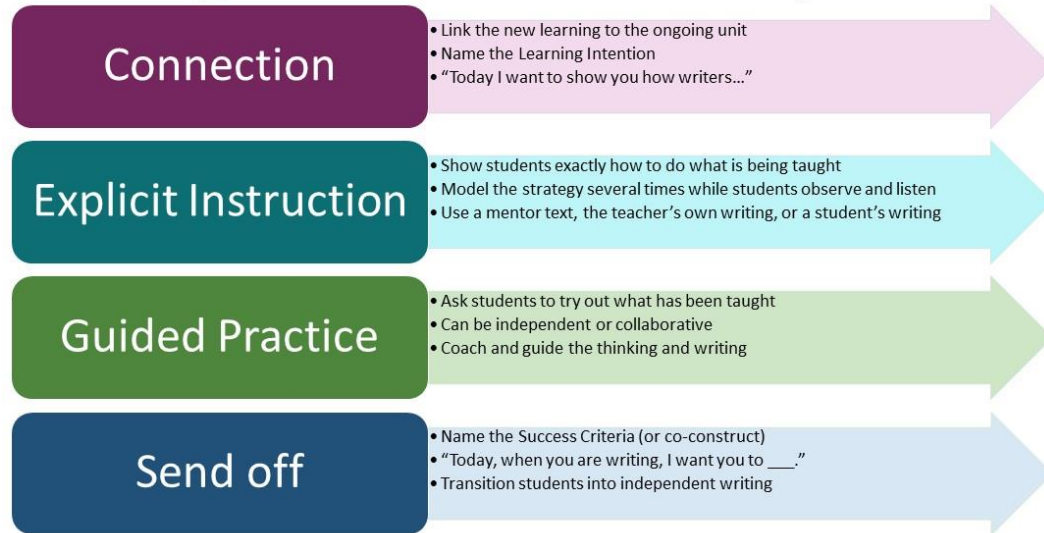 Connection
• Link the new learning to the ongoing unit
• Name the Learning Intention
• “Today I want to show you how writers…”
Explicit Instruction
• Show students exactly how to do what is being taught
• Model the strategy several times while students observe and listen
• Use a mentor text, the teacher’s own writing, or a student’s writing
Guided Practice
• Ask students to try out what has been taught
• Can be independent or collaborative
• Coach and guide the thinking and writing
Send off
• Name the Success Criteria (or co-construct)
• “Today, when you are writing, I want you to ___.”
• Transition students into independent writing